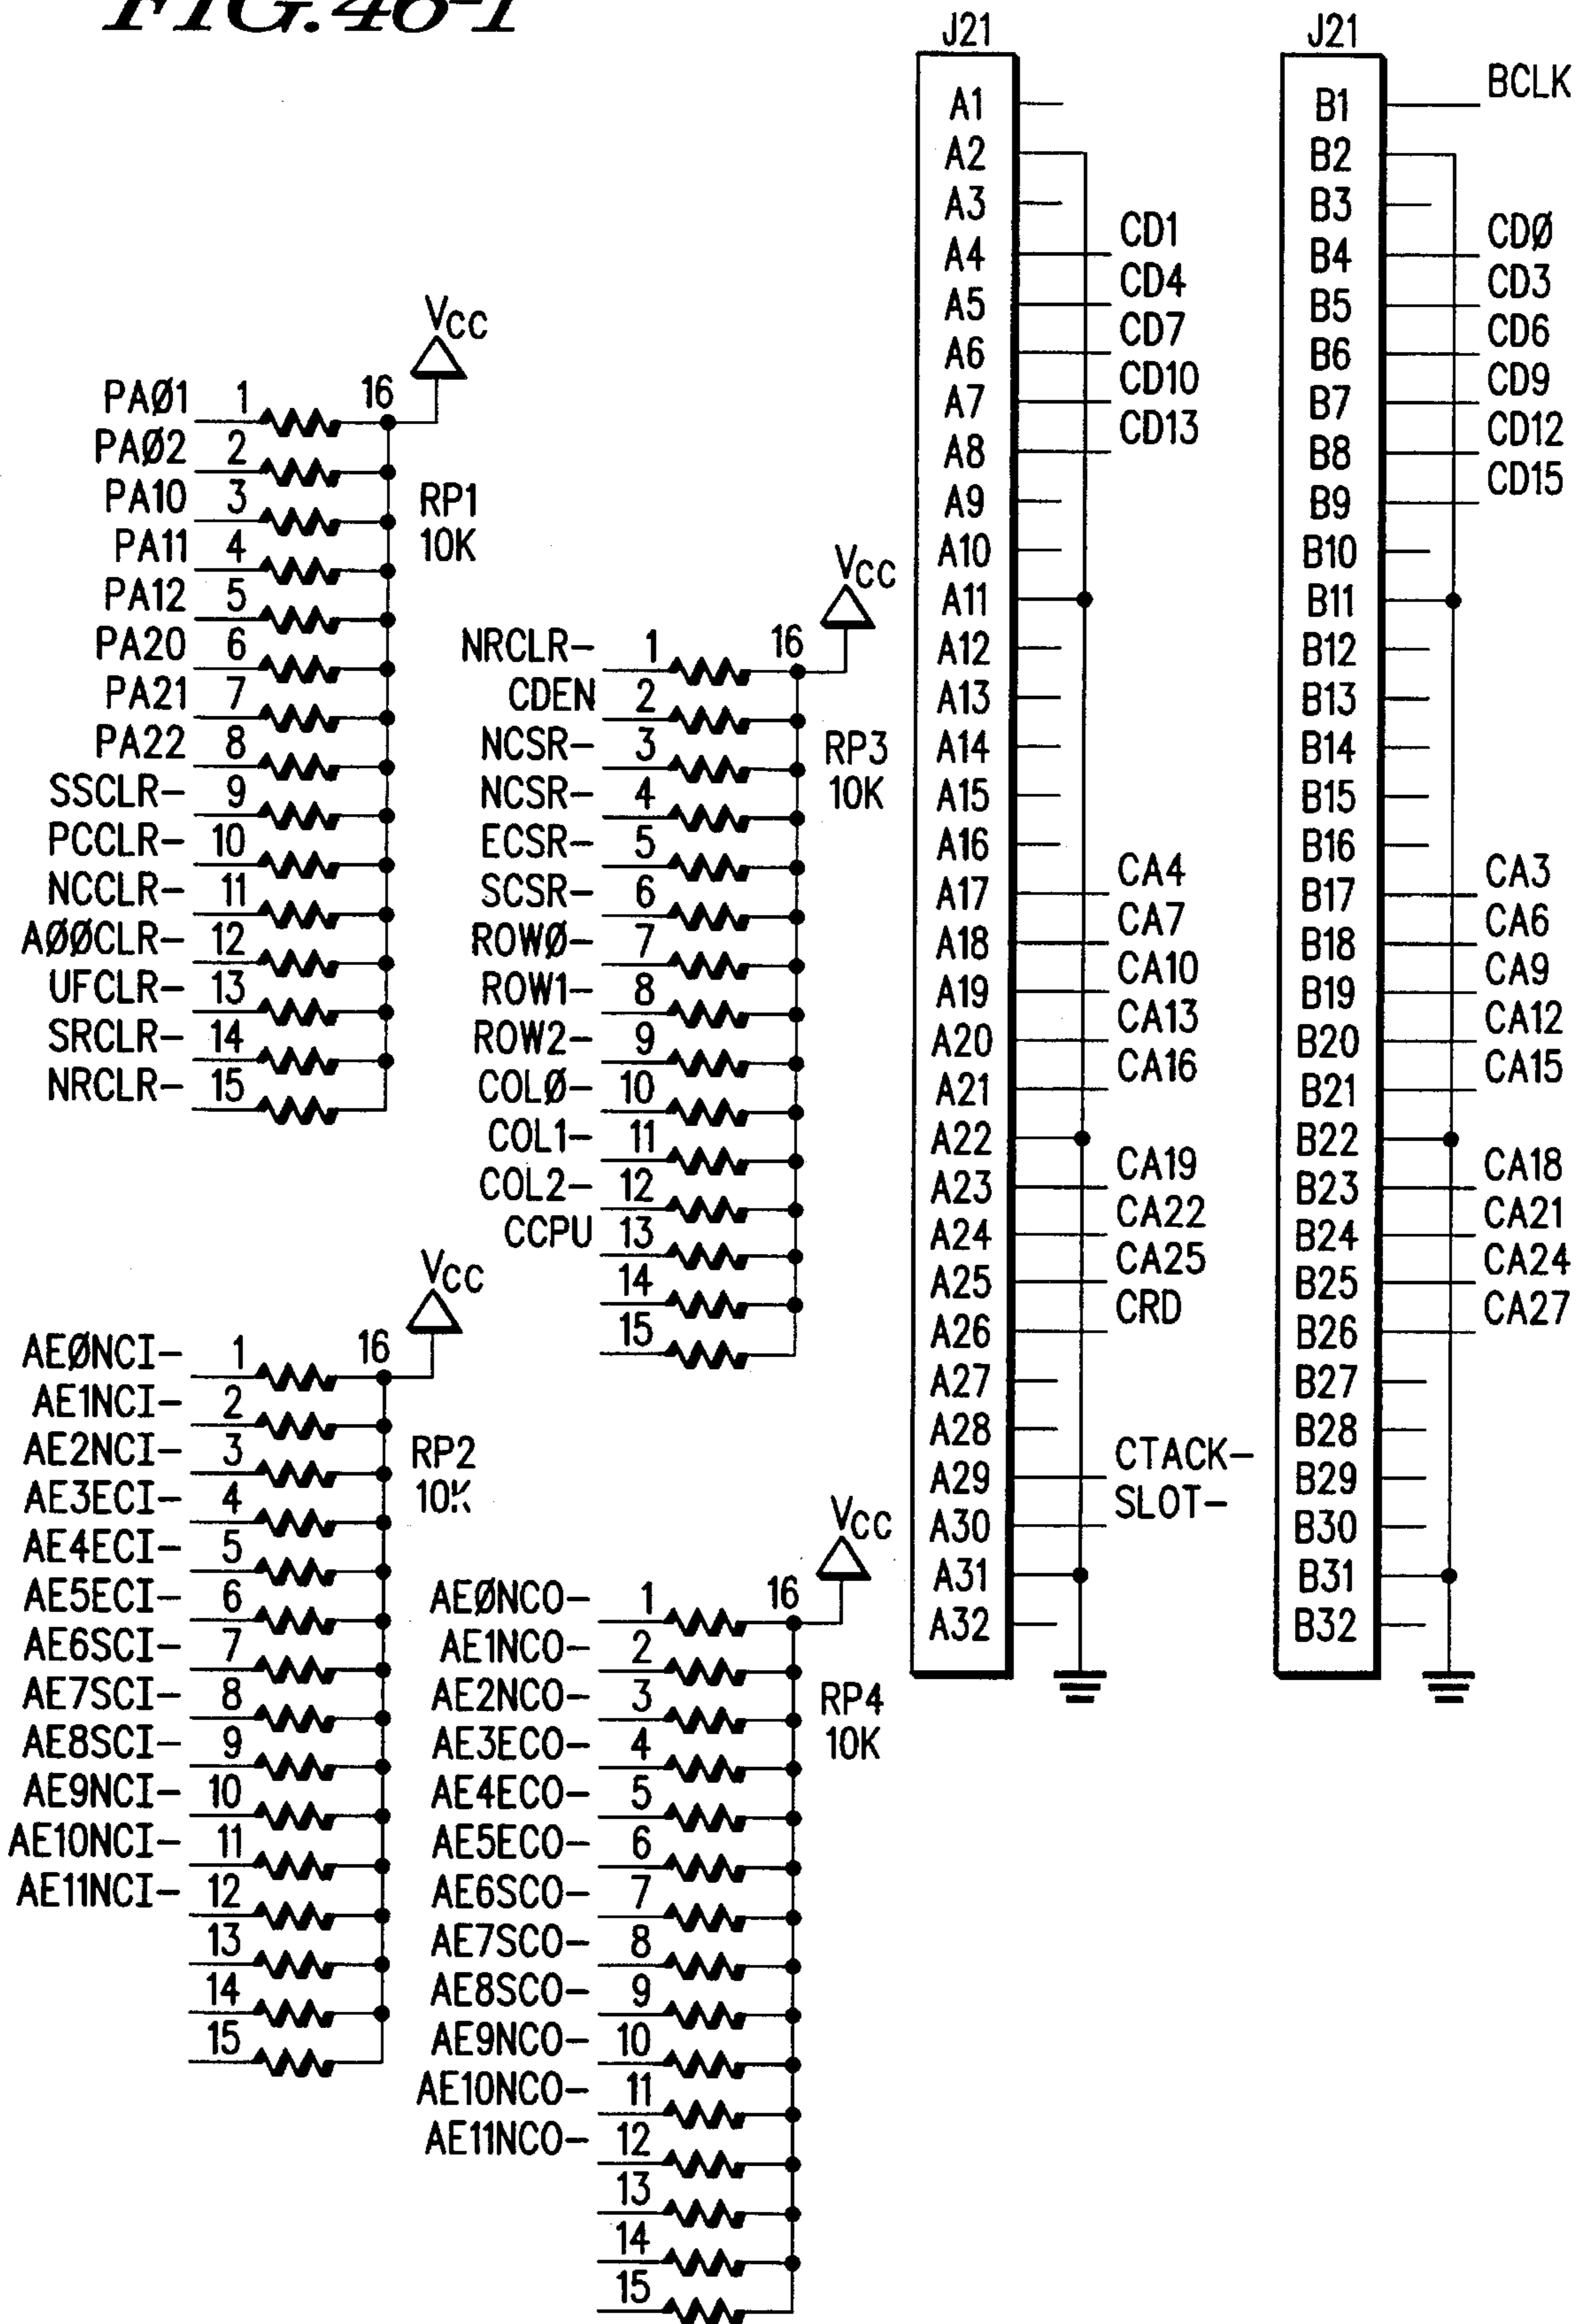 FIG. 46-1
VCC
PAØ1 1 16
PAØ2 2
PA10 3
PA11 4
PA12 5
PA20 6
PA21 7
PA22 8
SSCLR- 9
PCCLR- 10
NCCLR- 11
AØØCLR- 12
UFCLR- 13
SRCLR- 14
NRCLR- 15
RP1
10K
VCC
NRCLR- 1 16
CDEN 2
NCSR- 3
NCSR- 4
ECSR- 5
SCSR- 6
ROWØ- 7
ROW1- 8
ROW2- 9
COLØ- 10
COL1- 11
COL2- 12
CCPU 13
14
15
RP3
10K
VCC
AEØNCI- 1 16
AE1NCI- 2
AE2NCI- 3
AE3ECI- 4
AE4ECI- 5
AE5ECI- 6
AE6SCI- 7
AE7SCI- 8
AE8SCI- 9
AE9NCI- 10
AE10NCI- 11
AE11NCI- 12
13
14
15
RP2
10K
VCC
AEØNCO- 1 16
AE1NCO- 2
AE2NCO- 3
AE3ECO- 4
AE4ECO- 5
AE5ECO- 6
AE6SCO- 7
AE7SCO- 8
AE8SCO- 9
AE9NCO- 10
AE10NCO- 11
AE11NCO- 12
13
14
15
RP4
10K
J21
A1
A2
A3
A4 CD1
A5 CD4
A6 CD7
A7 CD10
A8 CD13
A9
A10
A11
A12
A13
A14
A15
A16
A17 CA4
A18 CA7
A19 CA10
A20 CA13
A21 CA16
A22
A23 CA19
A24 CA22
A25 CA25
A26 CRD
A27
A28
A29 CTACK-
A30 SLOT-
A31
A32
J21
B1 BCLK
B2
B3
B4 CDØ
B5 CD3
B6 CD6
B7 CD9
B8 CD12
B9 CD15
B10
B11
B12
B13
B14
B15
B16
B17 CA3
B18 CA6
B19 CA9
B20 CA12
B21 CA15
B22
B23 CA18
B24 CA21
B25 CA24
B26 CA27
B27
B28
B29
B30
B31
B32